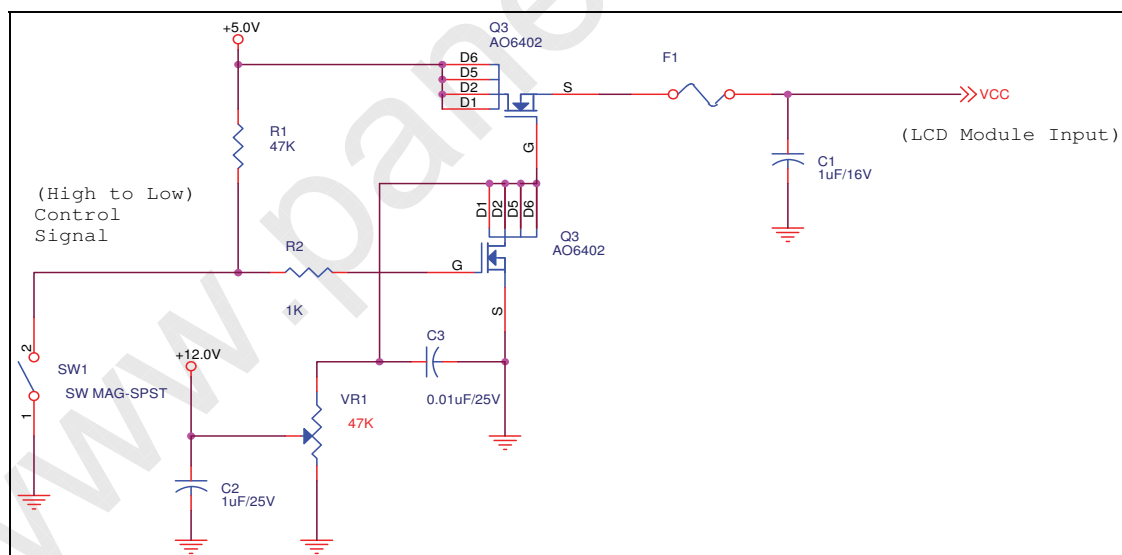 +5.0V
Q3
AO6402
D6
D5
D2
D1
S
G
F1
VCC
(LCD Module Input)
R1
47K
C1
1uF/16V
(High to Low)
Control
Signal
D1
D2
D5
D6
Q3
AO6402
R2
1K
G
S
2
SW1
SW MAG-SPST
1
+12.0V
C3
0.01uF/25V
VR1
47K
C2
1uF/25V
www.pane